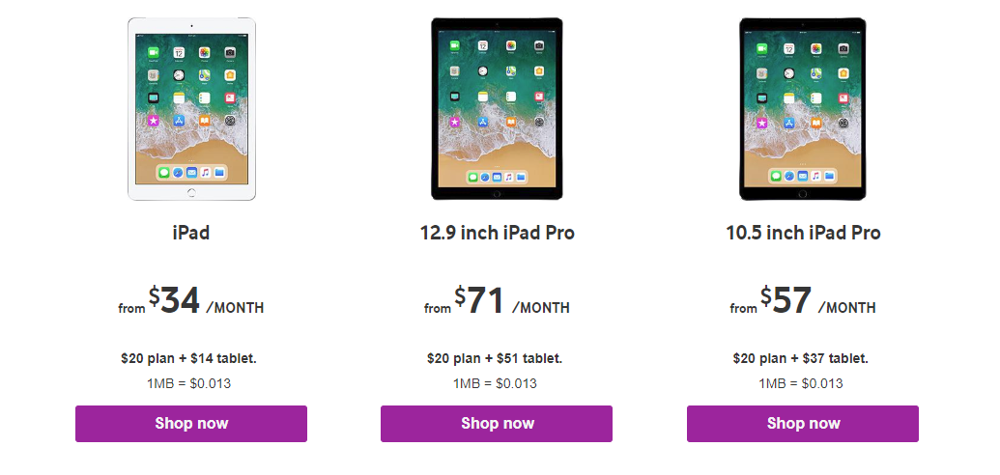 iPad
from $34 /MONTH
$20 plan + $14 tablet.
1MB = $0.013
Shop now
12.9 inch iPad Pro
from $71 /MONTH
$20 plan + $51 tablet.
1MB = $0.013
Shop now
10.5 inch iPad Pro
from $57 /MONTH
$20 plan + $37 tablet.
1MB = $0.013
Shop now